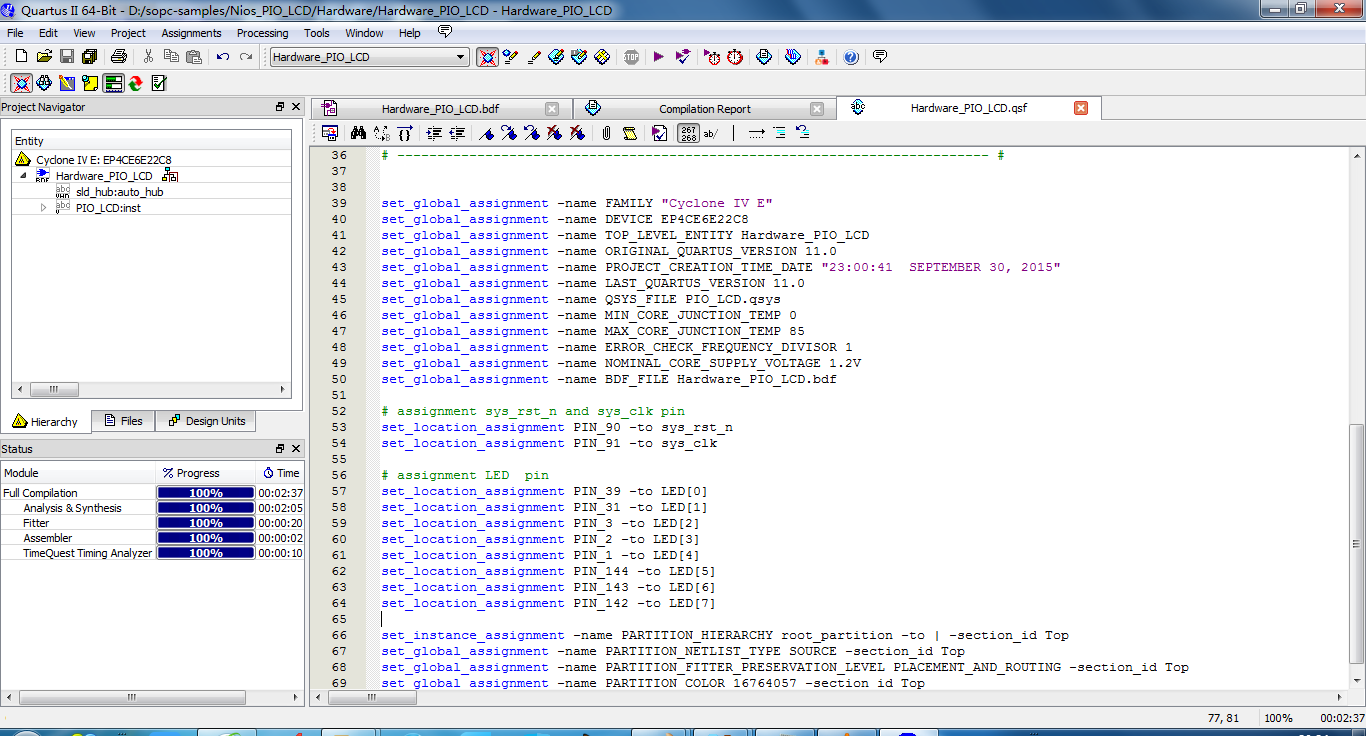 Quartus II 64-Bit - D:/sopc-samples/Nios_PIO_LCD/Hardware/Hardware_PIO_LCD - Hardware_PIO_LCD
File Edit View Project Assignments Processing Tools Window Help
Hardware_PIO_LCD
STOP
Project Navigator
Entity
Cyclone IV E: EP4CE6E22C8
Hardware_PIO_LCD
sld_hub:auto_hub
PIO_LCD:inst
Hierarchy Files Design Units
Status
Module % Progress Time
Full Compilation 100% 00:02:37
Analysis & Synthesis 100% 00:02:05
Fitter 100% 00:00:20
Assembler 100% 00:00:02
TimeQuest Timing Analyzer 100% 00:00:10
Hardware_PIO_LCD.bdf Compilation Report Hardware_PIO_LCD.qsf
267 268 ab/
36 # -------------------------------------------------------------------------- #
37
38
39 set_global_assignment -name FAMILY "Cyclone IV E"
40 set_global_assignment -name DEVICE EP4CE6E22C8
41 set_global_assignment -name TOP_LEVEL_ENTITY Hardware_PIO_LCD
42 set_global_assignment -name ORIGINAL_QUARTUS_VERSION 11.0
43 set_global_assignment -name PROJECT_CREATION_TIME_DATE "23:00:41  SEPTEMBER 30, 2015"
44 set_global_assignment -name LAST_QUARTUS_VERSION 11.0
45 set_global_assignment -name QSYS_FILE PIO_LCD.qsys
46 set_global_assignment -name MIN_CORE_JUNCTION_TEMP 0
47 set_global_assignment -name MAX_CORE_JUNCTION_TEMP 85
48 set_global_assignment -name ERROR_CHECK_FREQUENCY_DIVISOR 1
49 set_global_assignment -name NOMINAL_CORE_SUPPLY_VOLTAGE 1.2V
50 set_global_assignment -name BDF_FILE Hardware_PIO_LCD.bdf
51
52 # assignment sys_rst_n and sys_clk pin
53 set_location_assignment PIN_90 -to sys_rst_n
54 set_location_assignment PIN_91 -to sys_clk
55
56 # assignment LED  pin
57 set_location_assignment PIN_39 -to LED[0]
58 set_location_assignment PIN_31 -to LED[1]
59 set_location_assignment PIN_3 -to LED[2]
60 set_location_assignment PIN_2 -to LED[3]
61 set_location_assignment PIN_1 -to LED[4]
62 set_location_assignment PIN_144 -to LED[5]
63 set_location_assignment PIN_143 -to LED[6]
64 set_location_assignment PIN_142 -to LED[7]
65
66 set_instance_assignment -name PARTITION_HIERARCHY root_partition -to | -section_id Top
67 set_global_assignment -name PARTITION_NETLIST_TYPE SOURCE -section_id Top
68 set_global_assignment -name PARTITION_FITTER_PRESERVATION_LEVEL PLACEMENT_AND_ROUTING -section_id Top
69 set_global_assignment -name PARTITION_COLOR 16764057 -section_id Top
77, 81 100% 00:02:37